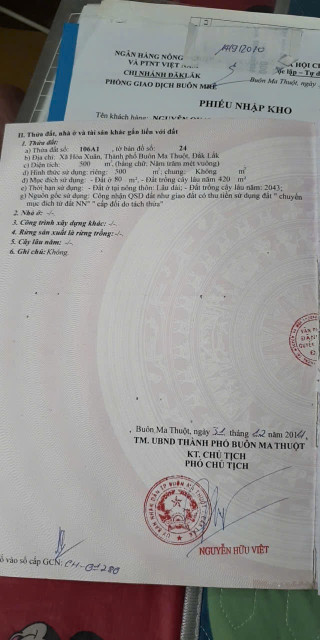 NGÂN HÀNG NÔNG
VÀ PTNT VIỆT NAM
CHI NHÁNH ĐĂKLĂK
PHÒNG GIAO DỊCH BUÔN
Buôn Ma Thuột,
PHIẾU NHẬP KHO
Tên khách hàng:
II. Thửa đất, nhà ở và tài sản khác gắn liền với đất
1. Thửa đất:
a) Thửa đất số: 106A1 , tờ bản đồ số: 24
b) Địa chỉ: Xã Hòa Xuân, Thành phố Buôn Ma Thuột, Đắk Lắk
c) Diện tích: 500 m², (bằng chữ: Năm trăm mét vuông)
d) Hình thức sử dụng: riêng: 500 m²; chung: Không m²
đ) Mục đích sử dụng: - Đất ở 80 m², - Đất trồng cây lâu năm 420 m²
e) Thời hạn sử dụng: - Đất ở tại nông thôn: Lâu dài; - Đất trồng cây lâu năm: 2043;
g) Nguồn gốc sử dụng: Công nhận QSD đất như giao đất có thu tiền sử dụng đất " chuyển
mục đích từ đất NN" " cấp đổi do tách thửa"
2. Nhà ở: -/-
3. Công trình xây dựng khác: -/-
4. Rừng sản xuất là rừng trồng: -/-
5. Cây lâu năm: -/-
6. Ghi chú: Không.
Buôn Ma Thuột, ngày 31 tháng 12 năm 2014
TM. UBND THÀNH PHỐ BUÔN MA THUỘT
KT. CHỦ TỊCH
PHÓ CHỦ TỊCH
NGUYỄN HỮU VIỆT
vào sổ cấp GCN: CH-01280